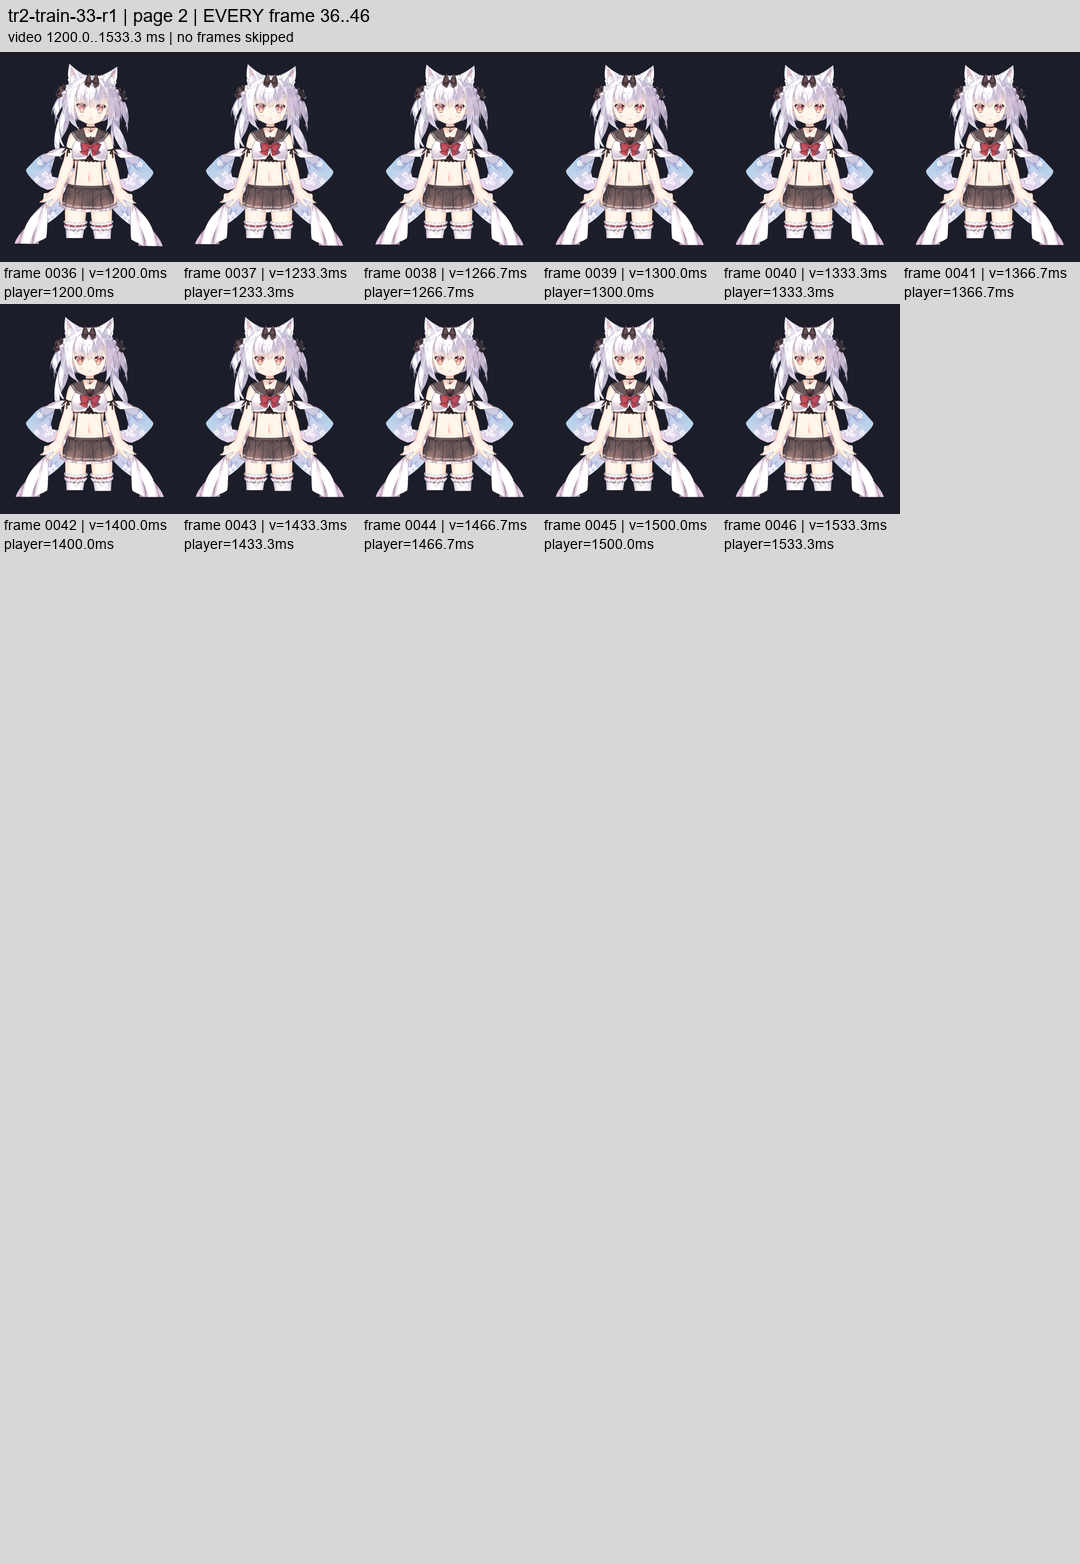 tr2-train-33-r1 | page 2 | EVERY frame 36..46
video 1200.0..1533.3 ms | no frames skipped
frame 0036 | v=1200.0ms
player=1200.0ms
frame 0037 | v=1233.3ms
player=1233.3ms
frame 0038 | v=1266.7ms
player=1266.7ms
frame 0039 | v=1300.0ms
player=1300.0ms
frame 0040 | v=1333.3ms
player=1333.3ms
frame 0041 | v=1366.7ms
player=1366.7ms
frame 0042 | v=1400.0ms
player=1400.0ms
frame 0043 | v=1433.3ms
player=1433.3ms
frame 0044 | v=1466.7ms
player=1466.7ms
frame 0045 | v=1500.0ms
player=1500.0ms
frame 0046 | v=1533.3ms
player=1533.3ms